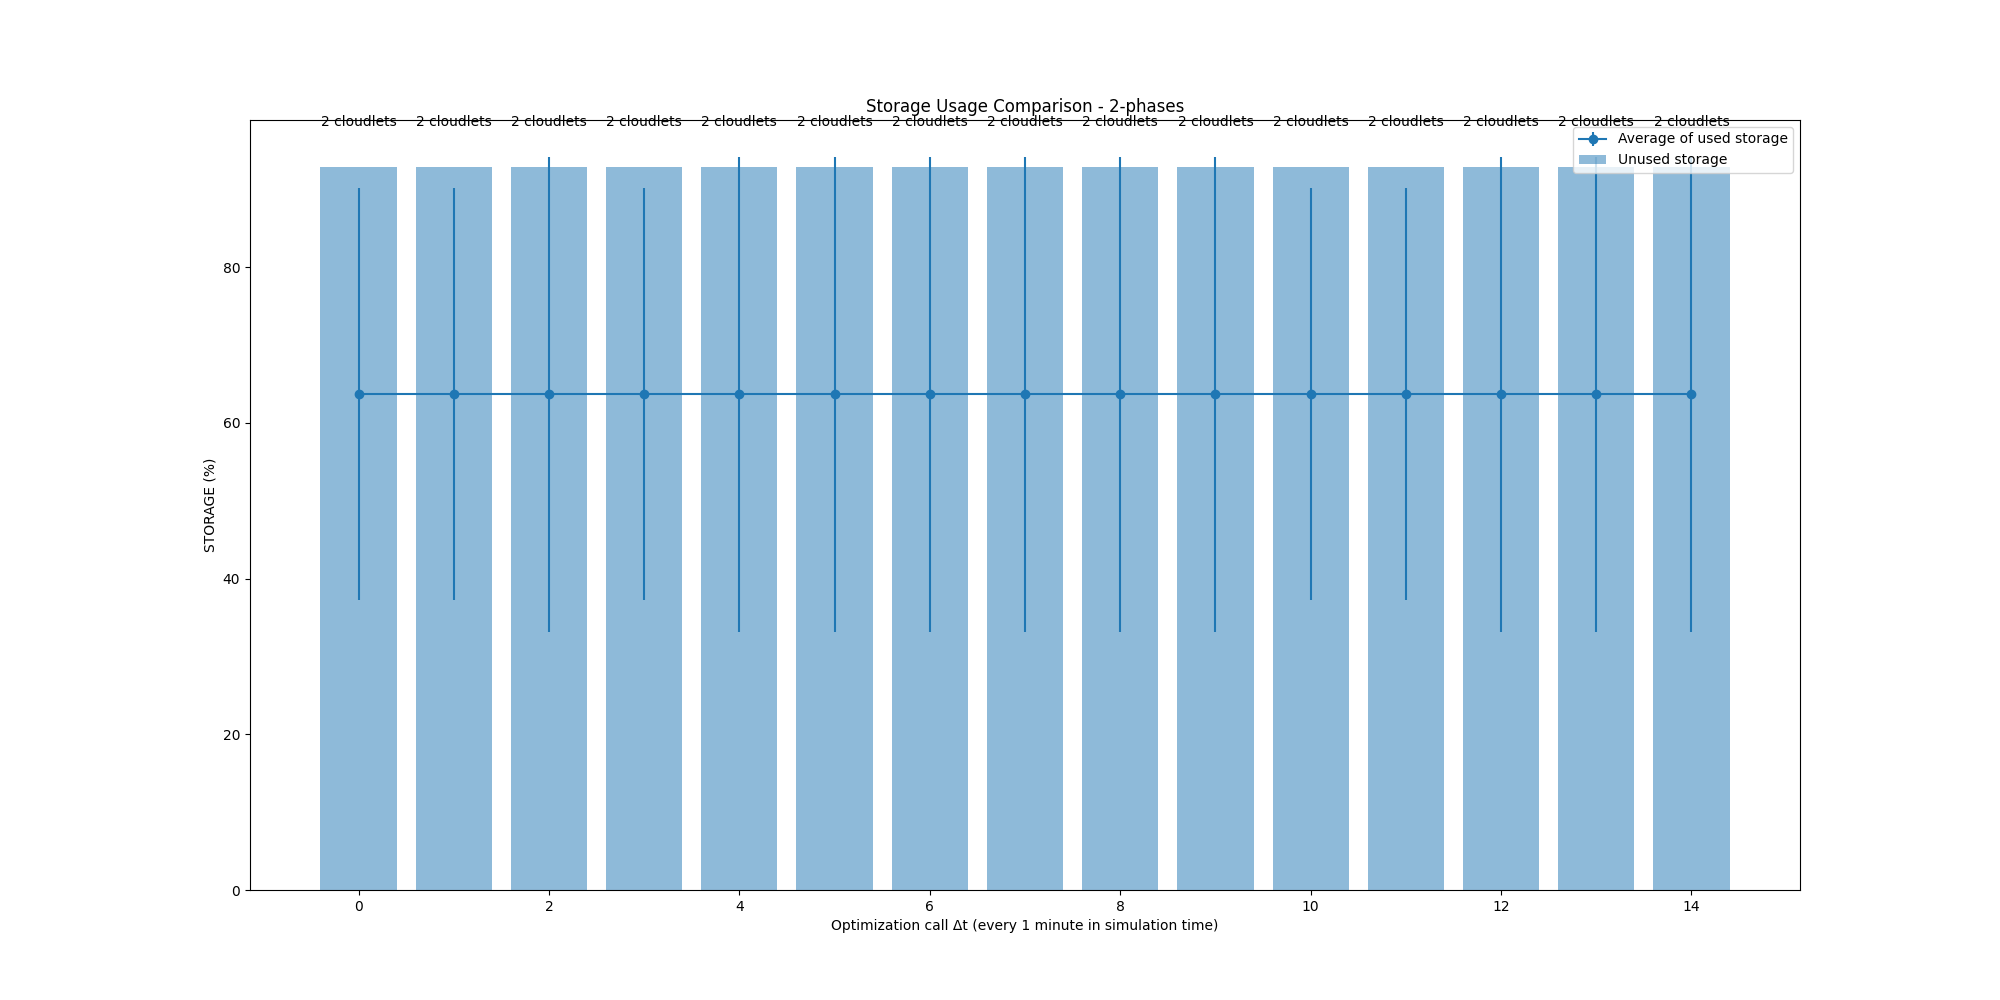 Storage Usage Comparison - 2-phases
2 cloudlets 2 cloudlets 2 cloudlets 2 cloudlets 2 cloudlets 2 cloudlets 2 cloudlets 2 cloudlets 2 cloudlets 2 cloudlets 2 cloudlets 2 cloudlets 2 cloudlets 2 cloudlets 2 cloudlets
Average of used storage
Unused storage
80
60
40
20
0
STORAGE (%)
0 2 4 6 8 10 12 14
Optimization call Δt (every 1 minute in simulation time)